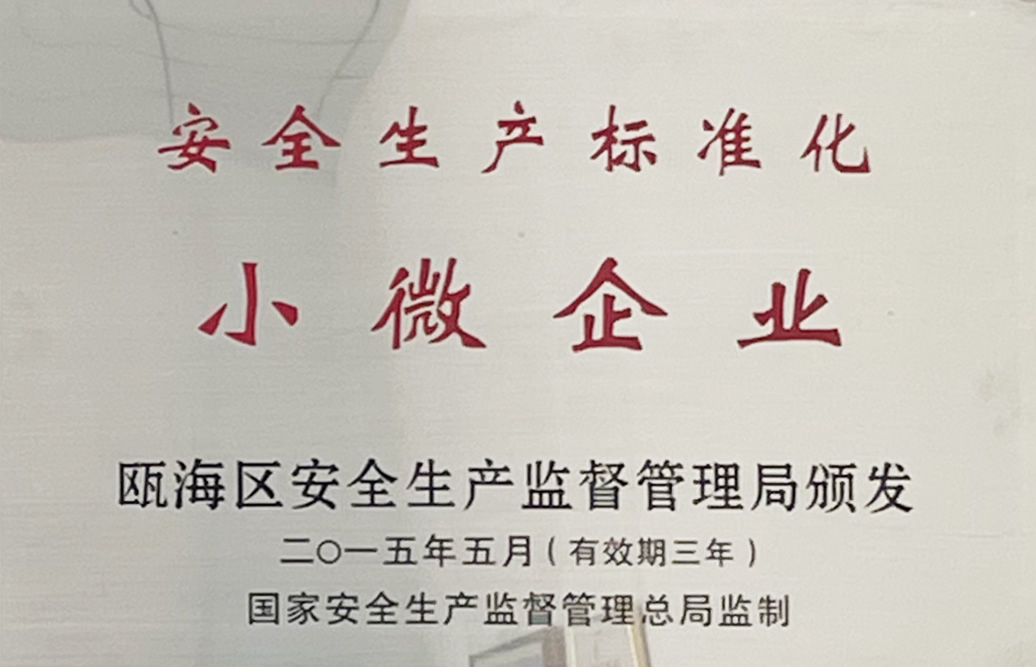 安全生产标准化
小微企业
瓯海区安全生产监督管理局颁发
二〇一五年五月(有效期三年)
国家安全生产监督管理总局监制